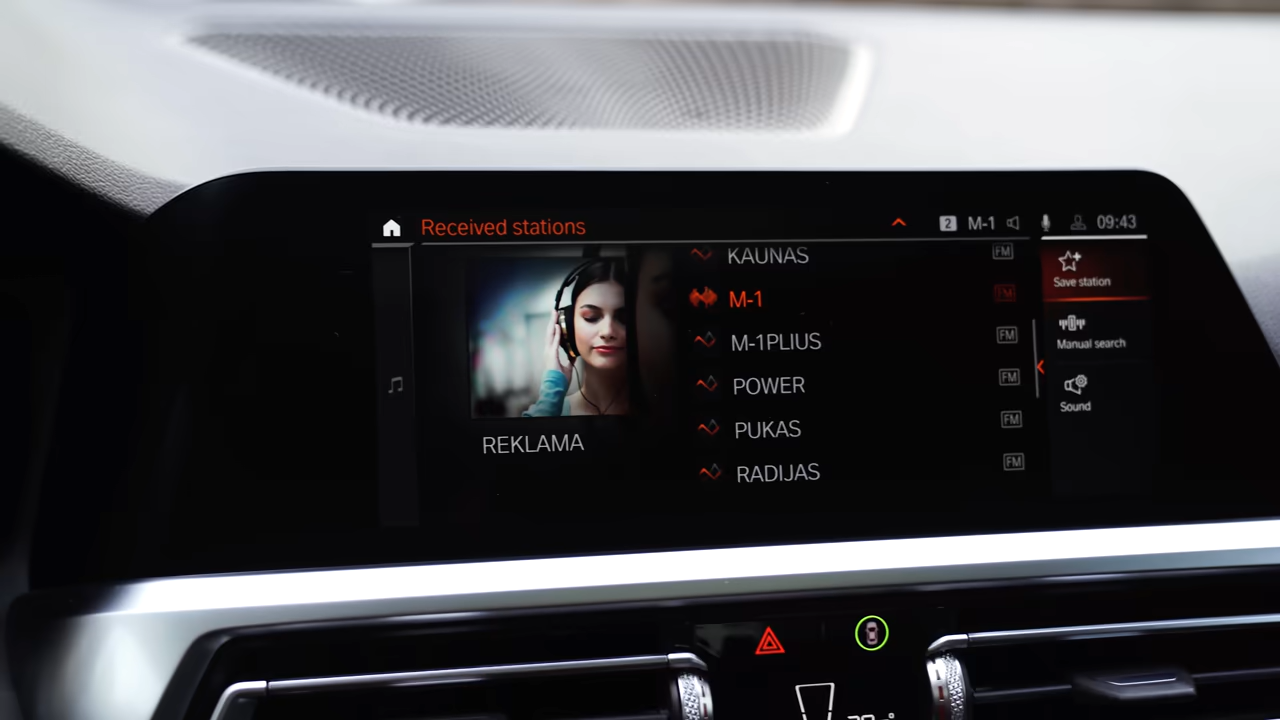 Received stations
2 M-1 09:43
KAUNAS FM
M-1 FM
M-1PLIUS FM
POWER FM
PUKAS FM
RADIJAS FM
REKLAMA
Save station
Manual search
Sound